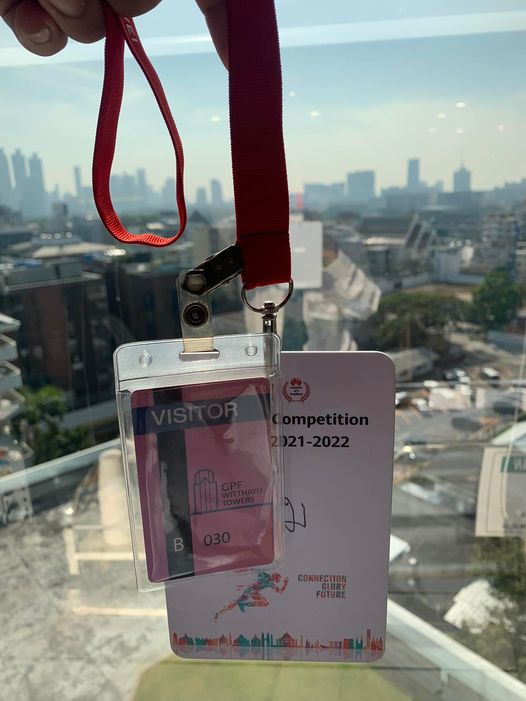 VISITOR
GPF
WITTHAYU
TOWERS
B 030
Competition
2021-2022
CONNECTION
GLORY
FUTURE